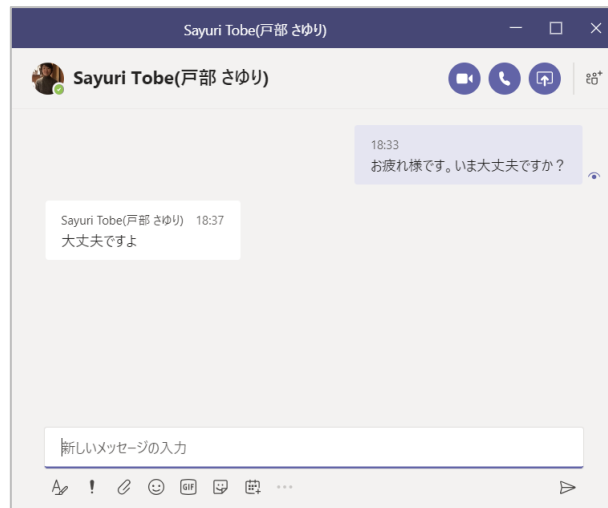 Sayuri Tobe(戸部 さゆり)
Sayuri Tobe(戸部 さゆり)
18:33
お疲れ様です。いま大丈夫ですか?
Sayuri Tobe(戸部 さゆり) 18:37
大丈夫ですよ
新しいメッセージの入力
GIF